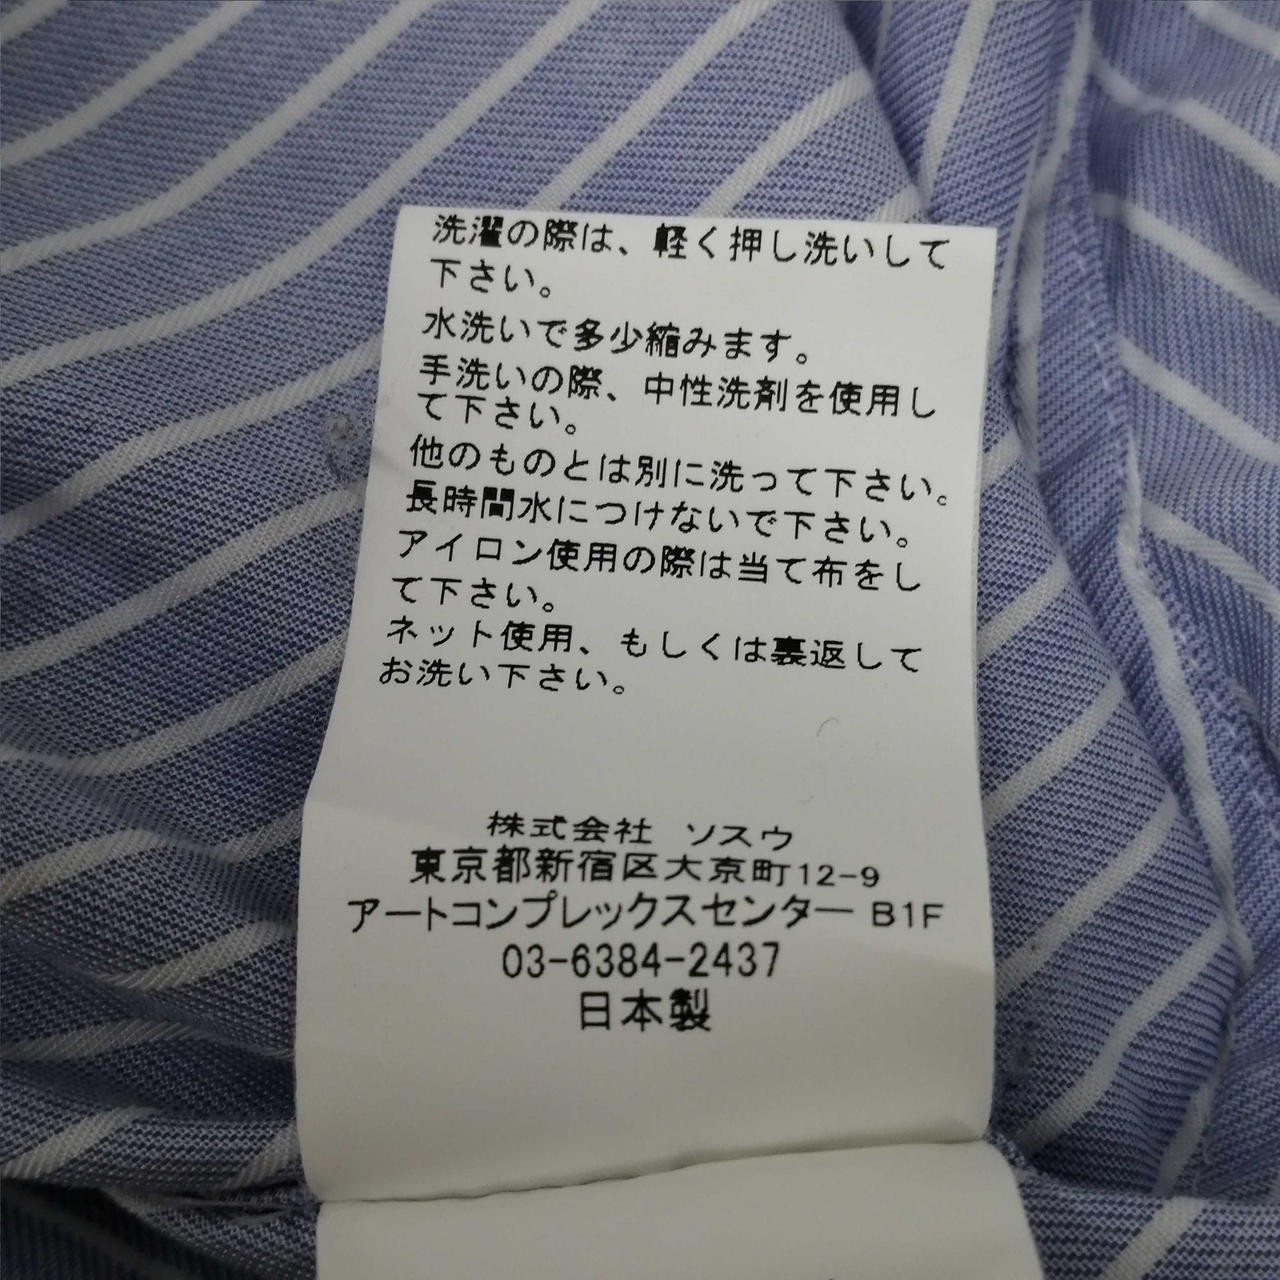 洗濯の際は、軽く押し洗いして
下さい。
水洗いで多少縮みます。
手洗いの際、中性洗剤を使用し
て下さい。
他のものとは別に洗って下さい。
長時間水につけないで下さい。
アイロン使用の際は当て布をし
て下さい。
ネット使用、もしくは裏返して
お洗い下さい。
株式会社 ソスウ
東京都新宿区大京町12-9
アートコンプレックスセンター B1F
03-6384-2437
日本製